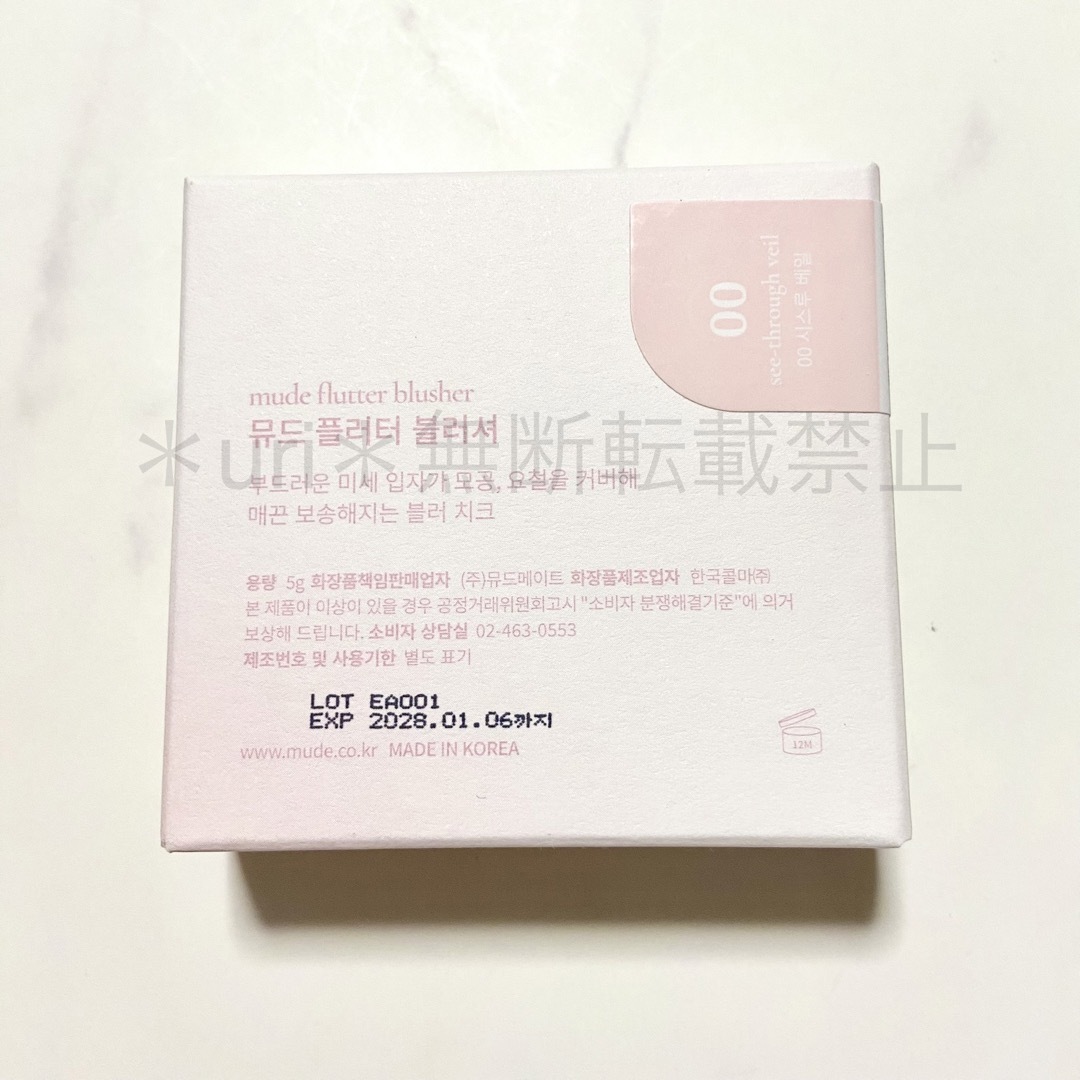 00
see-through veil
00 시스루 베일
mude flutter blusher
뮤드 플러터 블러셔
부드러운 미세 입자가 모공, 요철을 커버해
매끈 보송해지는 블러 치크
용량 5g 화장품책임판매업자 (주)뮤드메이트 화장품제조업자 한국콜마㈜
본 제품이 이상이 있을 경우 공정거래위원회고시 "소비자 분쟁해결기준"에 의거
보상해 드립니다. 소비자 상담실 02-463-0553
제조번호 및 사용기한 별도 표기
LOT EA001
EXP 2028.01.06까지
www.mude.co.kr MADE IN KOREA
12M
＊uri＊無断転載禁止